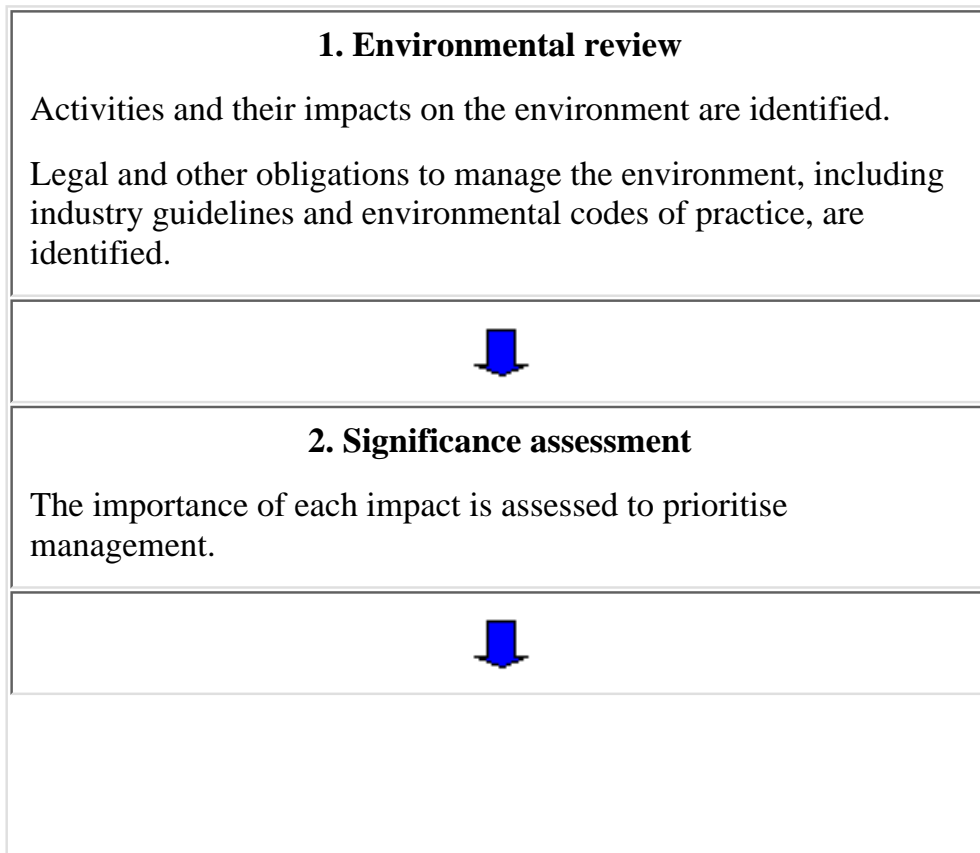 1. Environmental review
Activities and their impacts on the environment are identified.
Legal and other obligations to manage the environment, including
industry guidelines and environmental codes of practice, are
identified.
2. Significance assessment
The importance of each impact is assessed to prioritise
management.